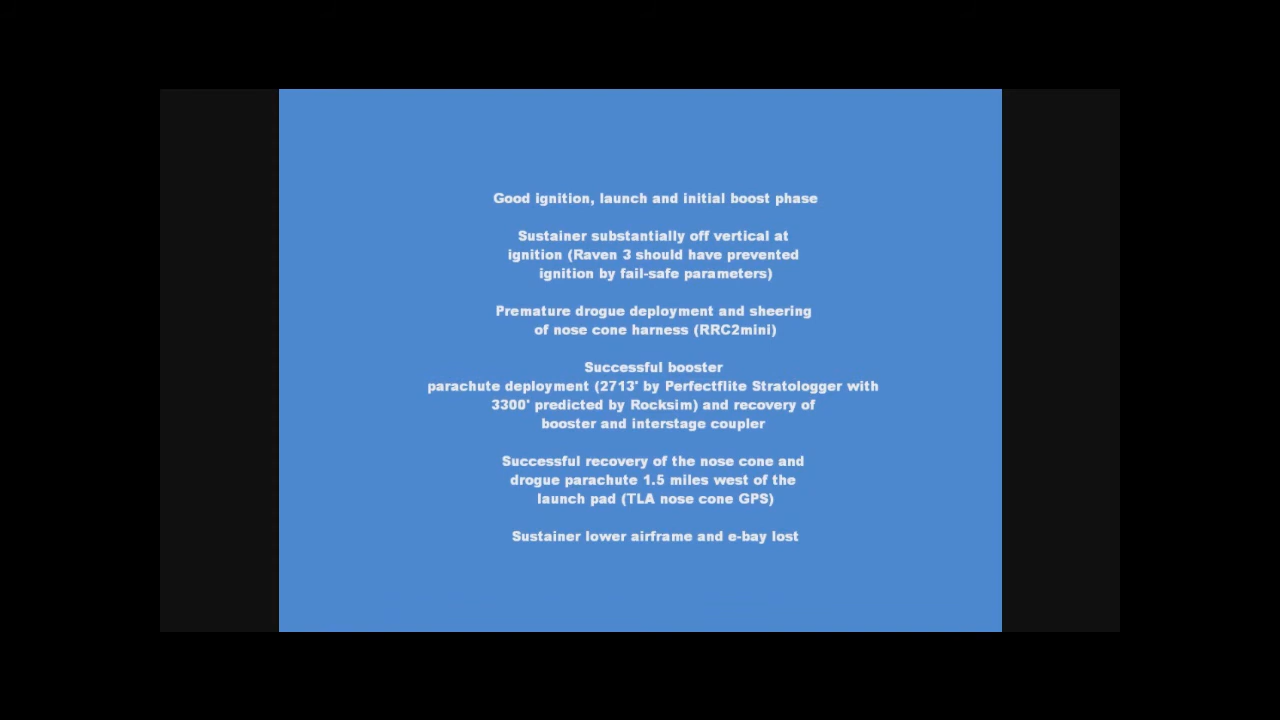 Good ignition, launch and initial boost phase
Sustainer substantially off vertical at
ignition (Raven 3 should have prevented
ignition by fail-safe parameters)
Premature drogue deployment and sheering
of nose cone harness (RRC2mini)
Successful booster
parachute deployment (2713' by Perfectflite Stratologger with
3300' predicted by Rocksim) and recovery of
booster and interstage coupler
Successful recovery of the nose cone and
drogue parachute 1.5 miles west of the
launch pad (TLA nose cone GPS)
Sustainer lower airframe and e-bay lost